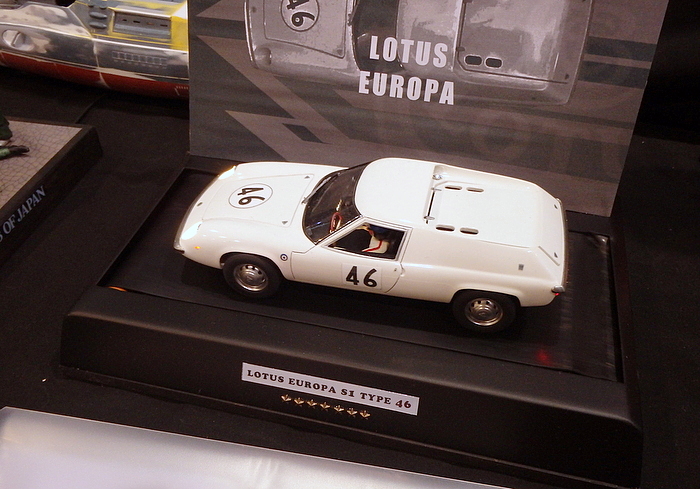 46
LOTUS
EUROPA
46
46
OF JAPAN
LOTUS EUROPA S1 TYPE 46